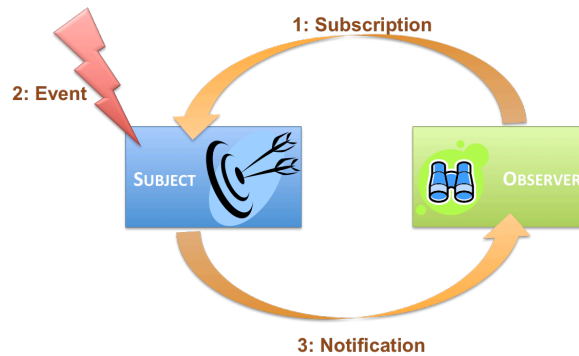 1: Subscription
2: Event
SUBJECT
OBSERVER
3: Notification